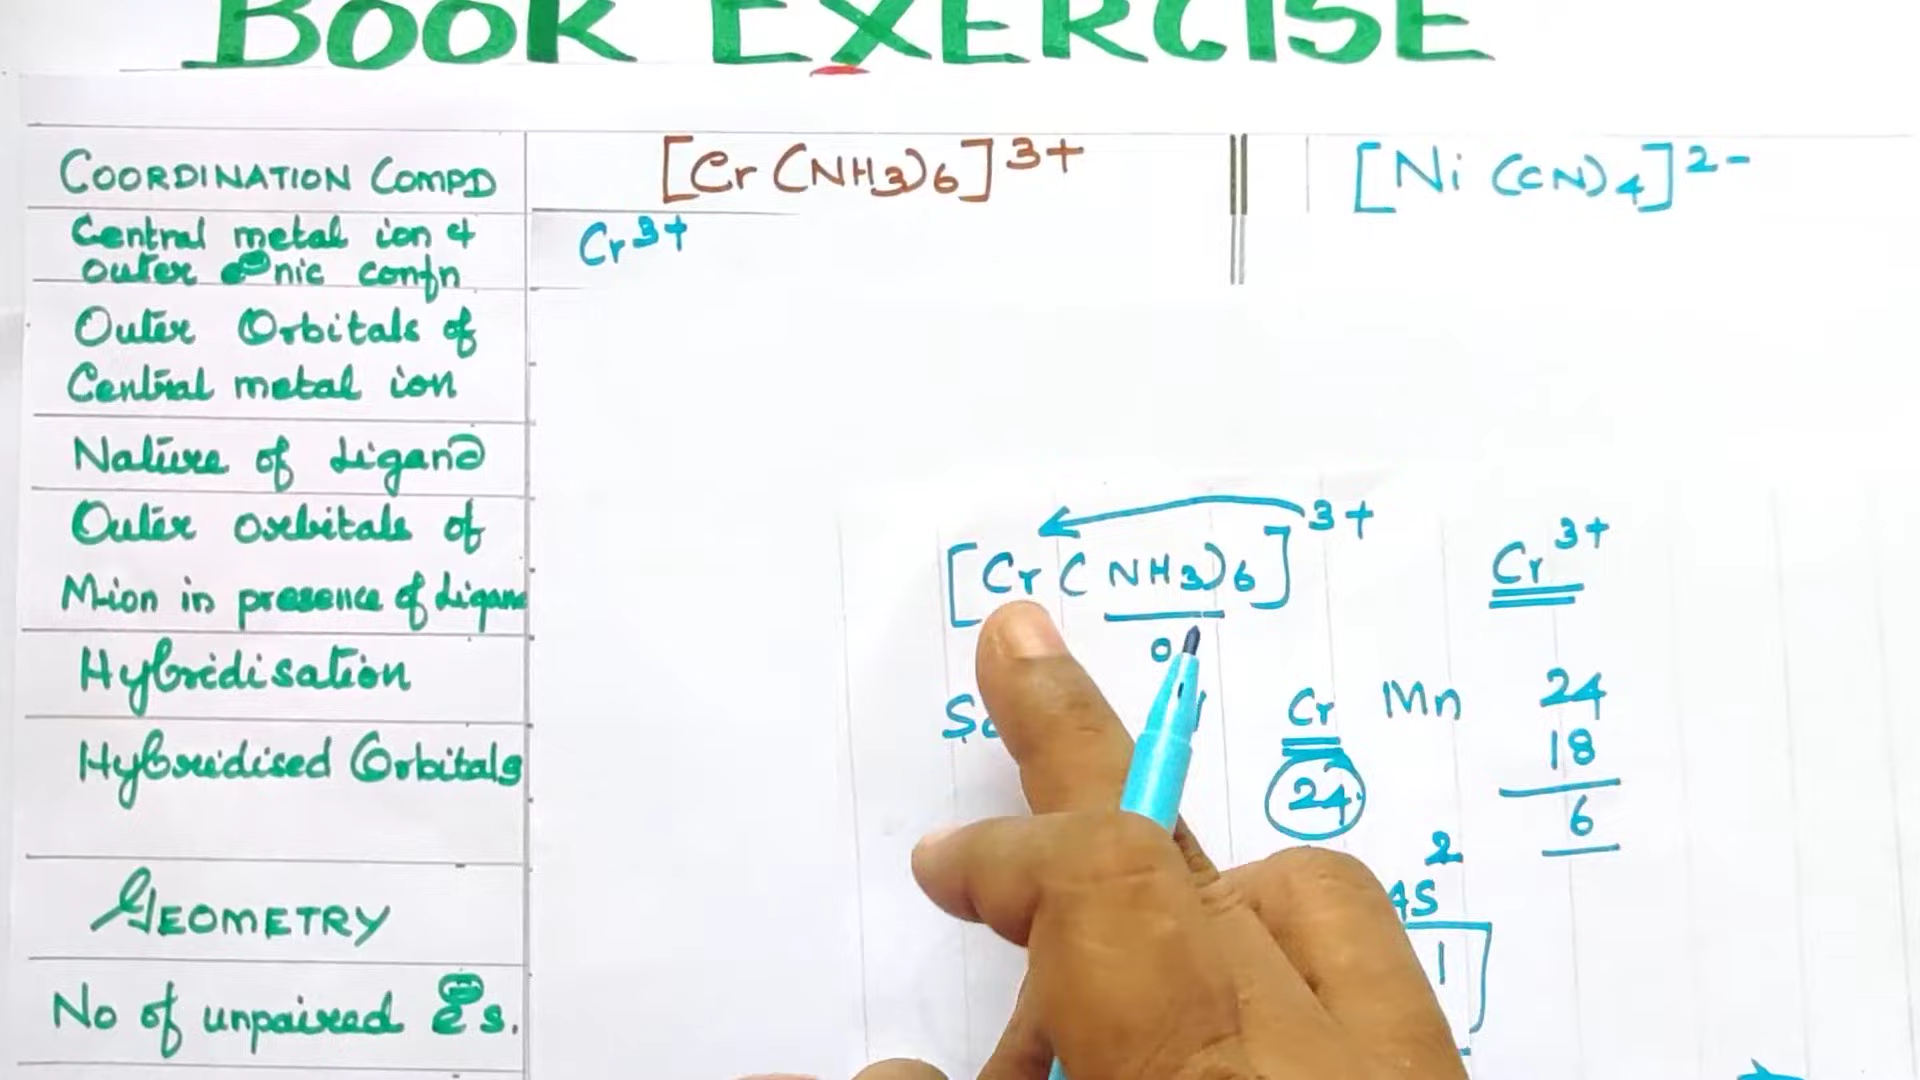 BOOK EXERCISE
COORDINATION COMPD
[Cr (NH3)6]3+
[Ni (CN)4]2-
Central metal ion &
outer e⊖nic confn
Cr3+
Outer Orbitals of
Central metal ion
Nature of Ligand
Outer orbitals of
M-ion in presence of Ligand
Hybridisation
Hybridised Orbitals
GEOMETRY
No of unpaired e⊖s.
[Cr (NH3)6]3+
0
Cr3+
Cr Mn
24
24
18
6
2
4S
1